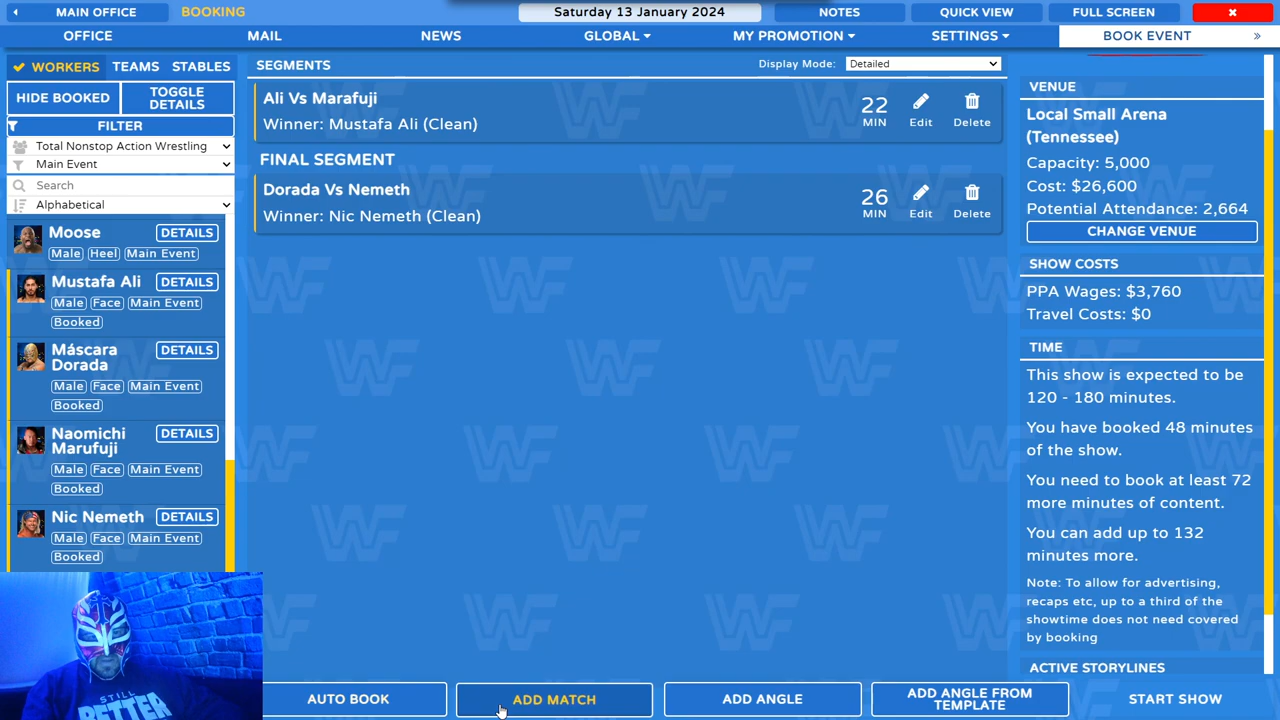 MAIN OFFICE
BOOKING
Saturday 13 January 2024
NOTES
QUICK VIEW
FULL SCREEN
OFFICE
MAIL
NEWS
GLOBAL
MY PROMOTION
SETTINGS
BOOK EVENT
»
WORKERS
TEAMS
STABLES
HIDE BOOKED
TOGGLE
DETAILS
FILTER
Total Nonstop Action Wrestling
Main Event
Search
Alphabetical
Moose
DETAILS
Male Heel Main Event
Mustafa Ali
DETAILS
Male Face Main Event
Booked
Máscara
Dorada
DETAILS
Male Face Main Event
Booked
Naomichi
Marufuji
DETAILS
Male Face Main Event
Booked
Nic Nemeth
DETAILS
Male Face Main Event
Booked
SEGMENTS
Display Mode: Detailed
Ali Vs Marafuji
Winner: Mustafa Ali (Clean)
22
MIN
Edit
Delete
FINAL SEGMENT
Dorada Vs Nemeth
Winner: Nic Nemeth (Clean)
26
MIN
Edit
Delete
VENUE
Local Small Arena
(Tennessee)
Capacity: 5,000
Cost: $26,600
Potential Attendance: 2,664
CHANGE VENUE
SHOW COSTS
PPA Wages: $3,760
Travel Costs: $0
TIME
This show is expected to be
120 - 180 minutes.
You have booked 48 minutes
of the show.
You need to book at least 72
more minutes of content.
You can add up to 132
minutes more.
Note: To allow for advertising,
recaps etc, up to a third of the
showtime does not need covered
by booking
ACTIVE STORYLINES
STILL
BETTER
AUTO BOOK
ADD MATCH
ADD ANGLE
ADD ANGLE FROM
TEMPLATE
START SHOW